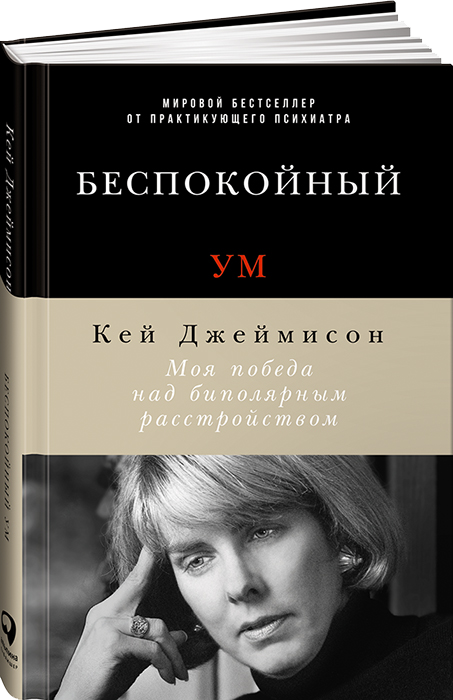 МИРОВОЙ БЕСТСЕЛЛЕР
ОТ ПРАКТИКУЮЩЕГО ПСИХИАТРА
БЕСПОКОЙНЫЙ
УМ
Кей Джеймисон
Моя победа
над биполярным
расстройством
Кей Джеймисон
БЕСПОКОЙНЫЙ УМ